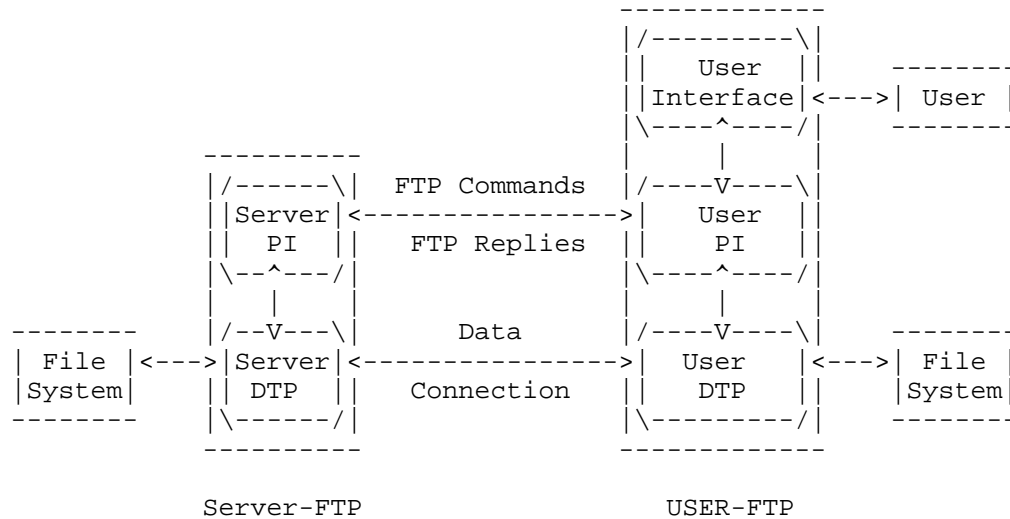 -------------
                                            |/---------\|
                                            ||   User  ||    --------
                                            ||Interface|<--->| User |
                                            |\----^----/|    --------
                  ----------                |     |     |
                  |/------\|  FTP Commands  |/----V----\|
                  ||Server|<---------------->|   User  ||
                  ||  PI  ||   FTP Replies  ||    PI   ||
                  |\--^---/|                |\----^----/|
                  |   |    |                |     |     |
      --------    |/--V---\|      Data      |/----V----\|    --------
      | File |<--->|Server|<---------------->|  User   |<--->| File |
      |System|    || DTP  ||   Connection   ||   DTP   ||    |System|
      --------    |\------/|                |\---------/|    --------
                  ----------                -------------

                  Server-FTP                   USER-FTP